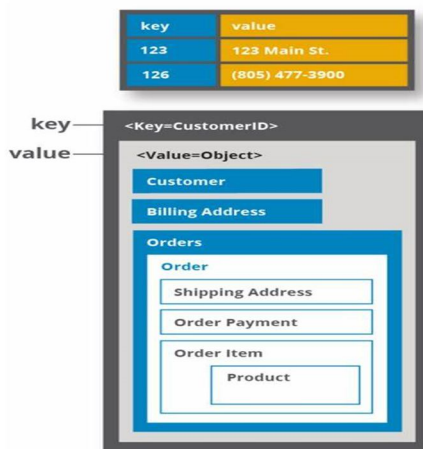 key value
123 123 Main St.
126 (805) 477-3900
key <Key=CustomerID>
value <Value=Object>
Customer
Billing Address
Orders
Order
Shipping Address
Order Payment
Order Item
Product